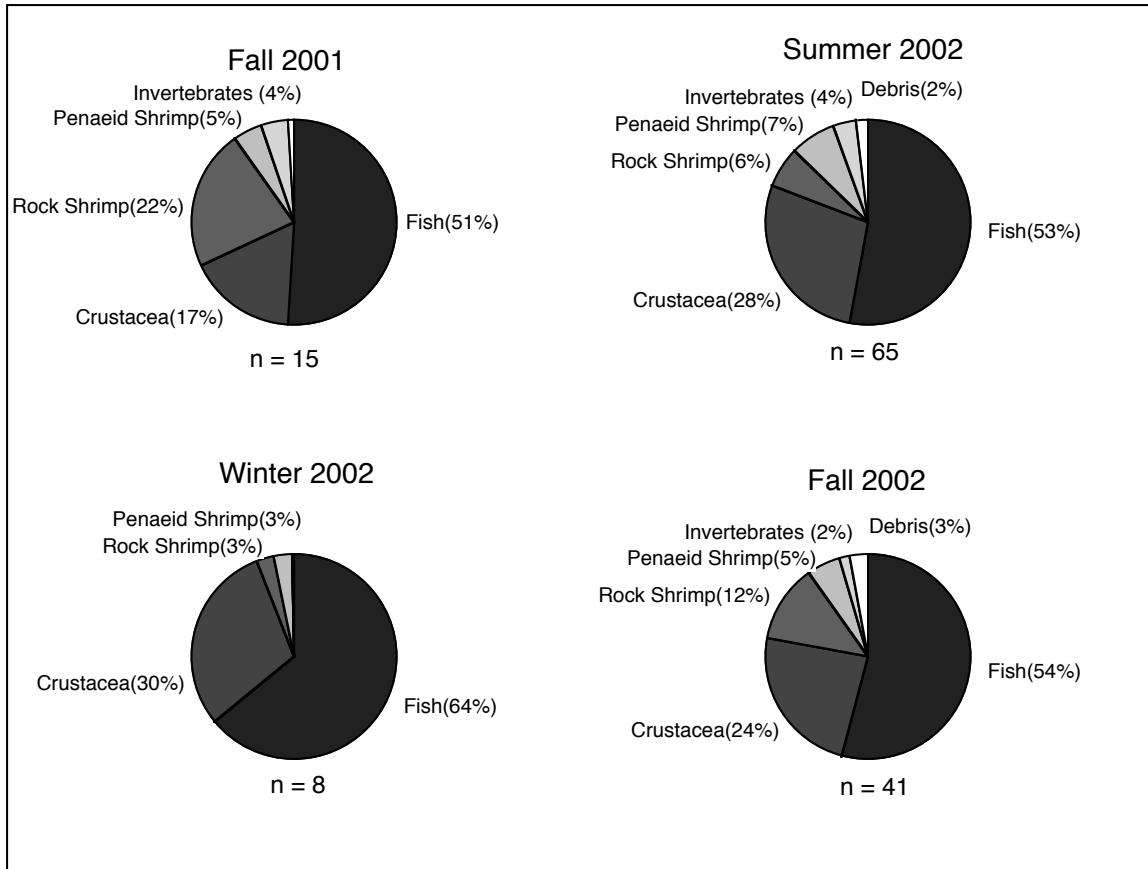 Fall 2001
Invertebrates (4%)
Penaeid Shrimp(5%)
Rock Shrimp(22%)
Fish(51%)
Crustacea(17%)
n = 15
Summer 2002
Debris(2%)
Invertebrates (4%)
Penaeid Shrimp(7%)
Rock Shrimp(6%)
Fish(53%)
Crustacea(28%)
n = 65
Winter 2002
Penaeid Shrimp(3%)
Rock Shrimp(3%)
Crustacea(30%)
Fish(64%)
n = 8
Fall 2002
Debris(3%)
Invertebrates (2%)
Penaeid Shrimp(5%)
Rock Shrimp(12%)
Fish(54%)
Crustacea(24%)
n = 41